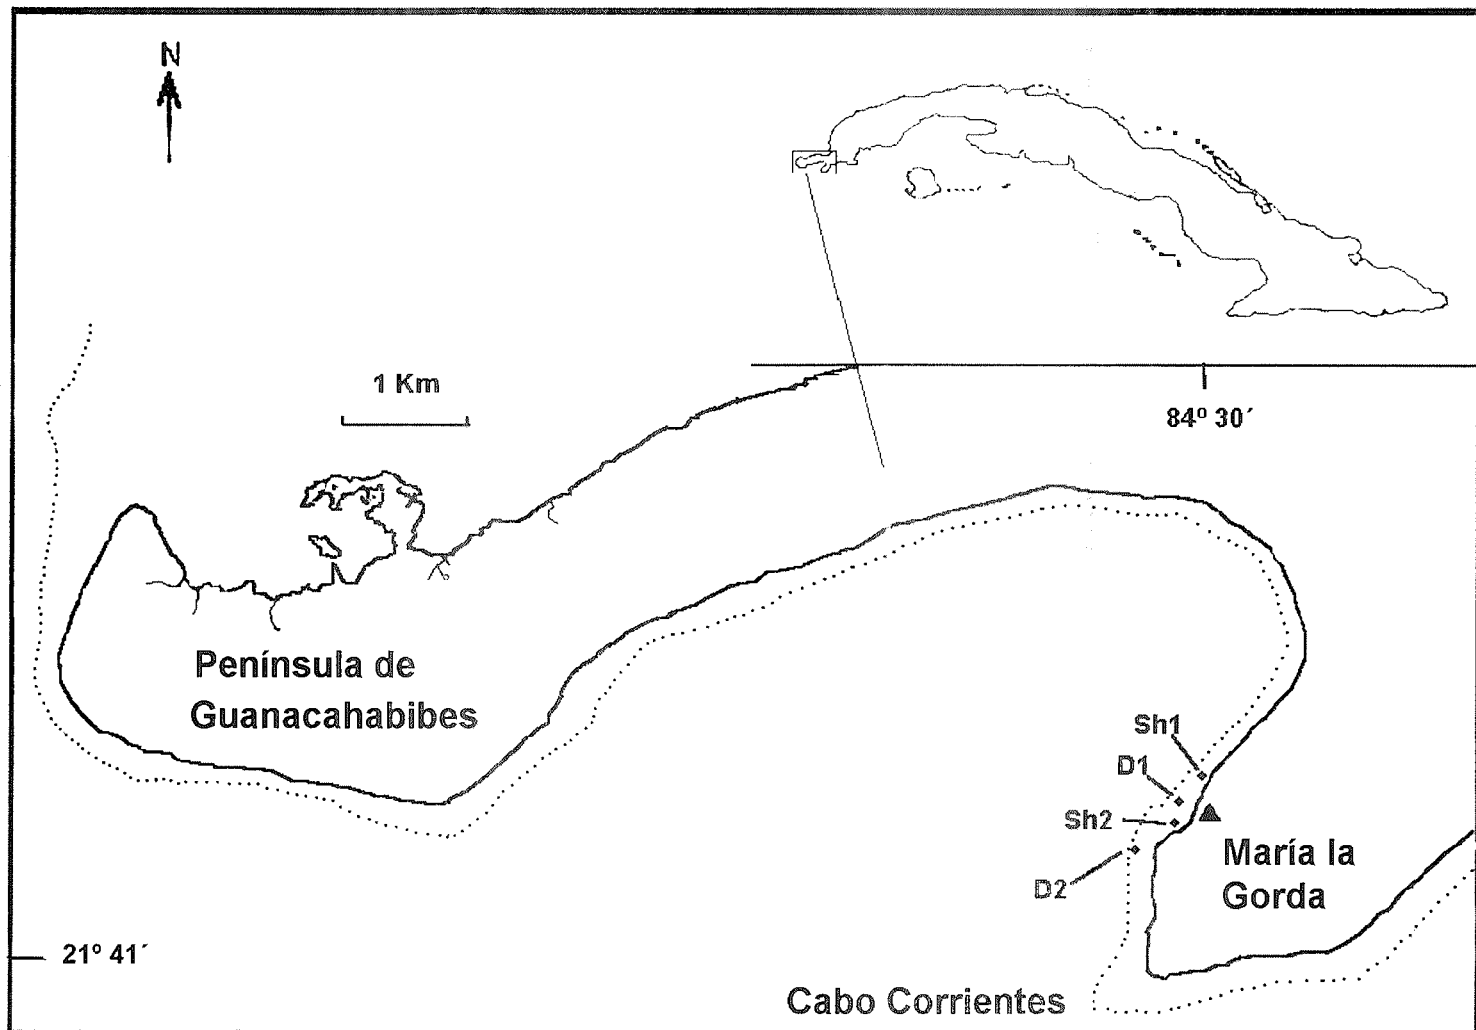 N
1 Km
84º 30´
Península de
Guanacahabibes
Sh1
D1
Sh2
D2
María la
Gorda
21º 41´
Cabo Corrientes